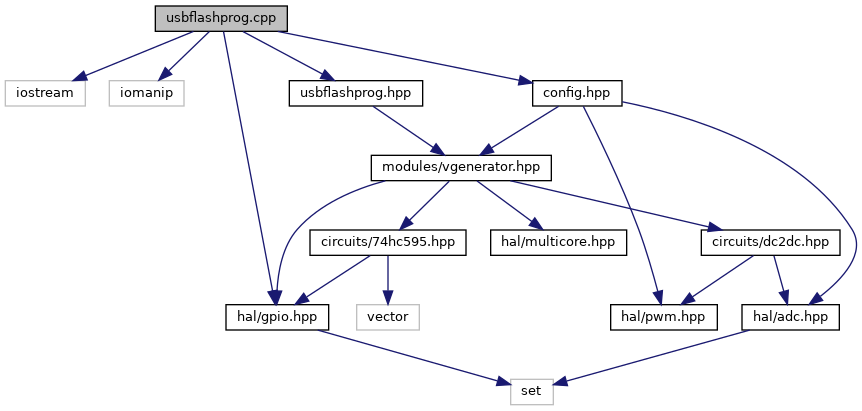 usbflashprog.cpp
iostream
iomanip
usbflashprog.hpp
config.hpp
modules/vgenerator.hpp
circuits/74hc595.hpp
hal/multicore.hpp
circuits/dc2dc.hpp
hal/gpio.hpp
vector
hal/pwm.hpp
hal/adc.hpp
set